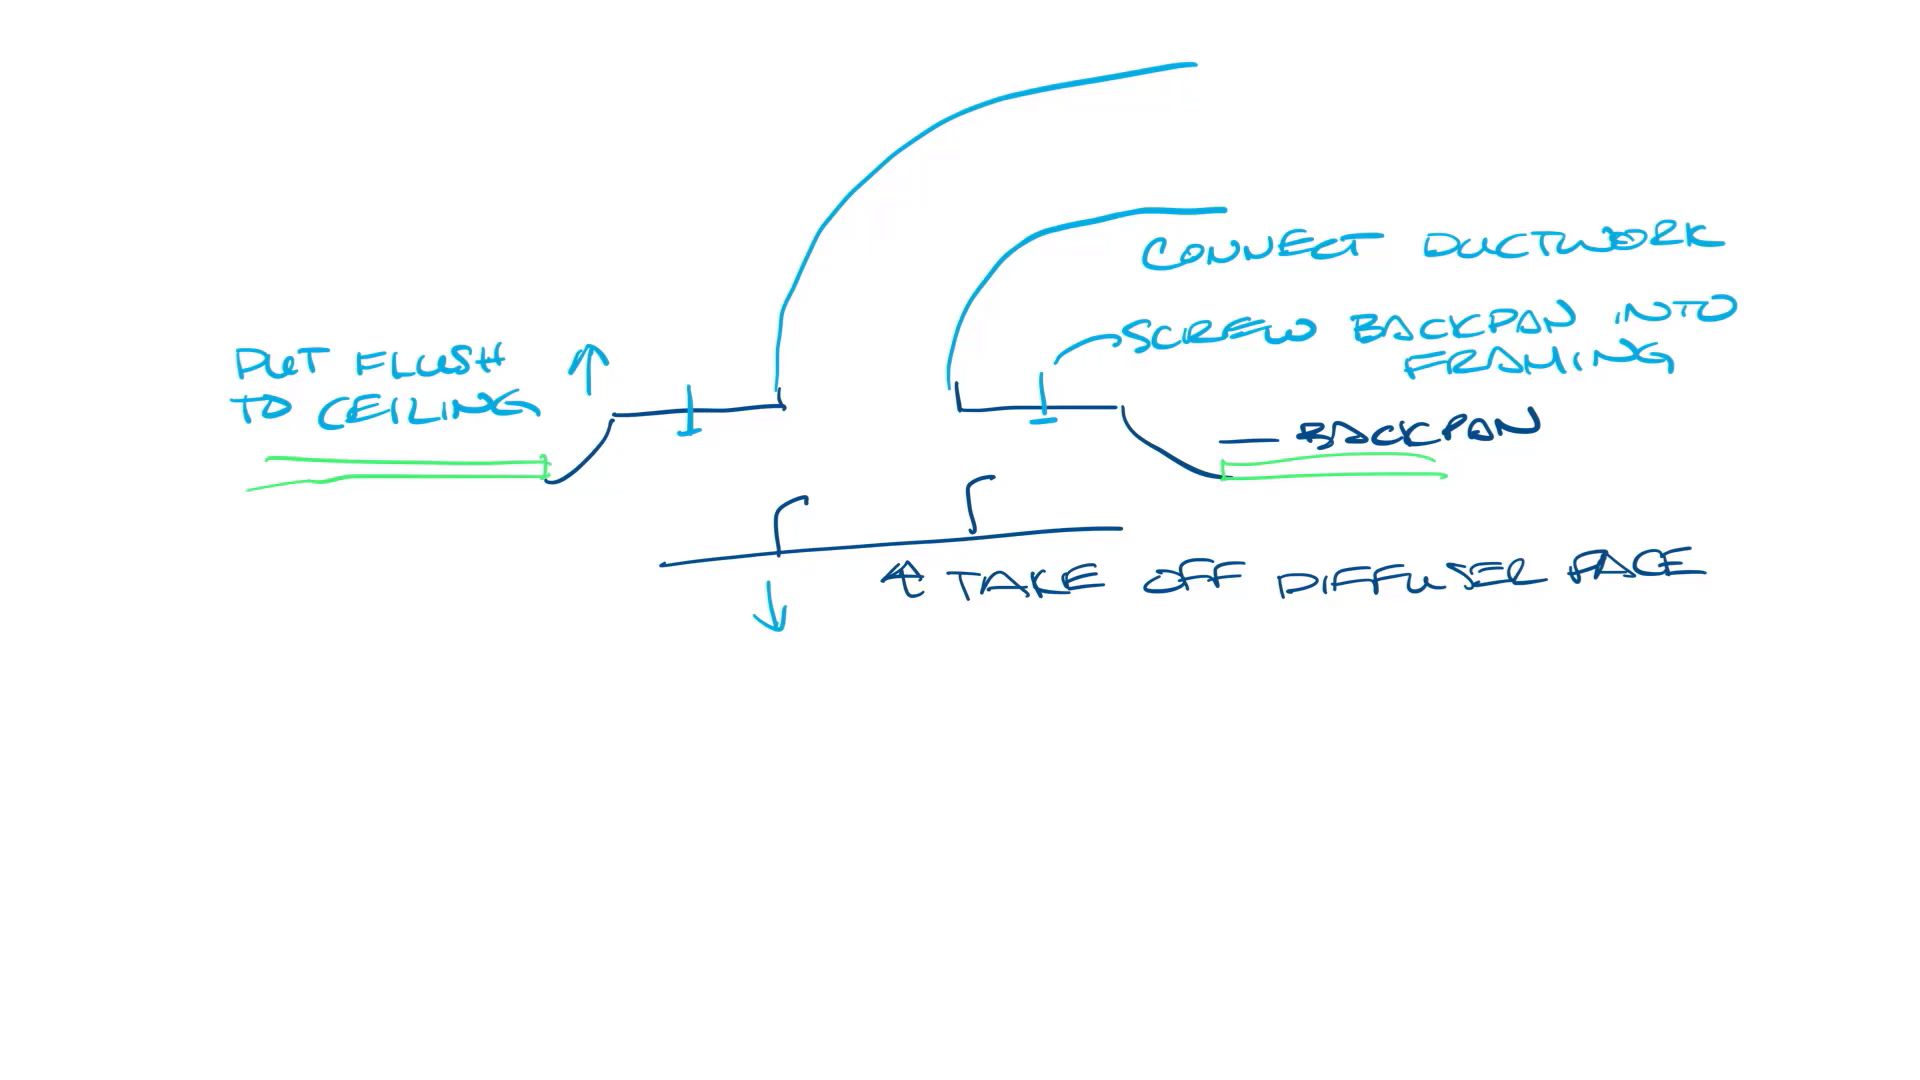 CONNECT DUCTWORK
SCREW BACKPAN INTO
FRAMING
PUT FLUSH
TO CEILING
BACKPAN
TAKE OFF DIFFUSER FACE